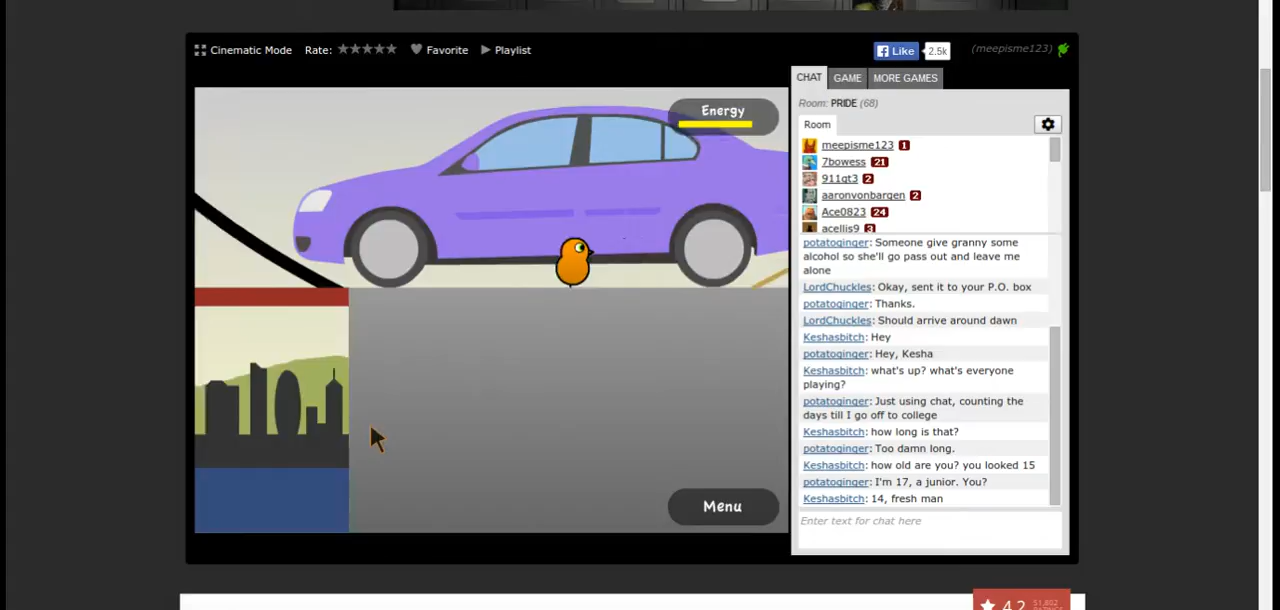 Cinematic Mode Rate: Favorite Playlist Like 2.5k (meepisme123)
CHAT GAME MORE GAMES
Room: PRIDE (68)
Room
meepisme123 1
7bowess 21
911gt3 2
aaronvonbargen 2
Ace0823 24
acellis9 3
Energy
potatoginger: Someone give granny some
alcohol so she'll go pass out and leave me
alone
LordChuckles: Okay, sent it to your P.O. box
potatoginger: Thanks.
LordChuckles: Should arrive around dawn
Keshasbitch: Hey
potatoginger: Hey, Kesha
Keshasbitch: what's up? what's everyone
playing?
potatoginger: Just using chat, counting the
days till I go off to college
Keshasbitch: how long is that?
potatoginger: Too damn long.
Keshasbitch: how old are you? you looked 15
potatoginger: I'm 17, a junior. You?
Keshasbitch: 14, fresh man
Menu
Enter text for chat here
4.2